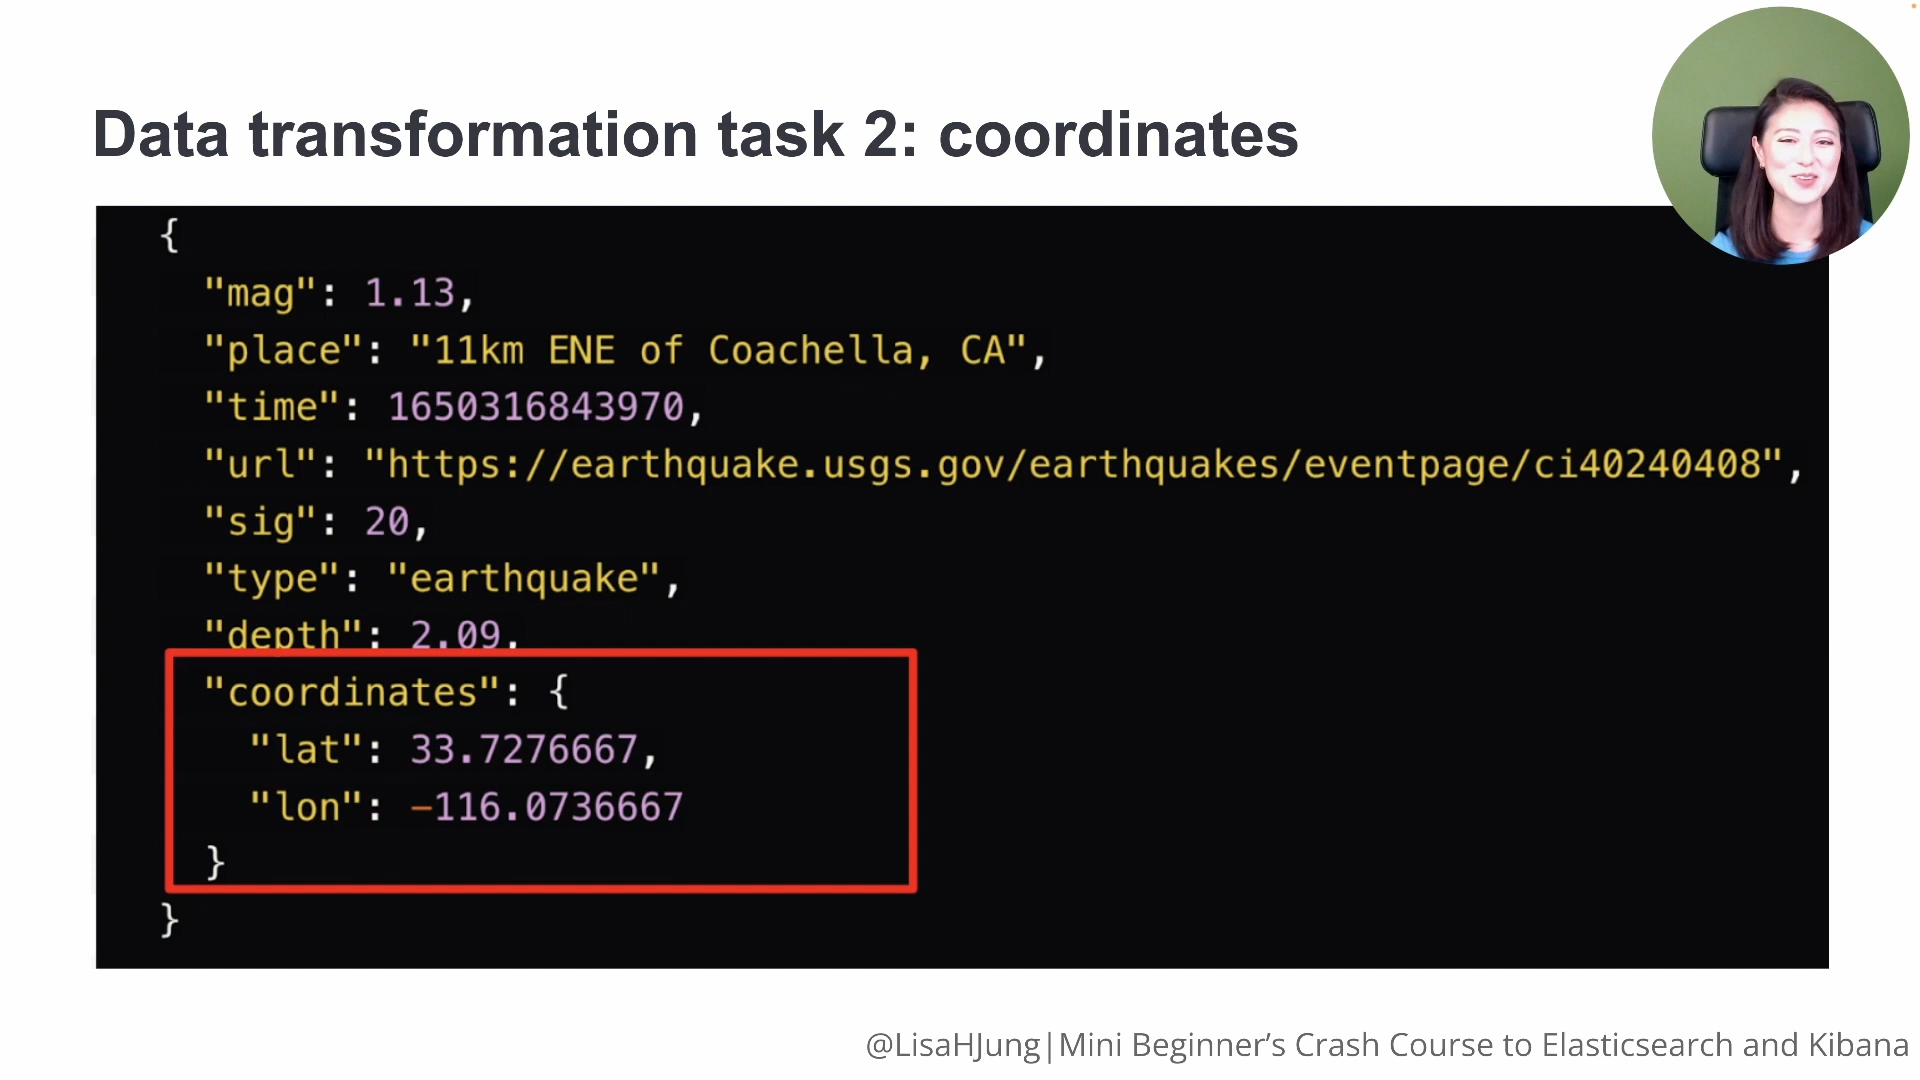 Data transformation task 2: coordinates
{
"mag": 1.13,
"place": "11km ENE of Coachella, CA",
"time": 1650316843970,
"url": "https://earthquake.usgs.gov/earthquakes/eventpage/ci40240408",
"sig": 20,
"type": "earthquake",
"depth": 2.09,
"coordinates": {
"lat": 33.7276667,
"lon": -116.0736667
}
}
@LisaHJung|Mini Beginner’s Crash Course to Elasticsearch and Kibana